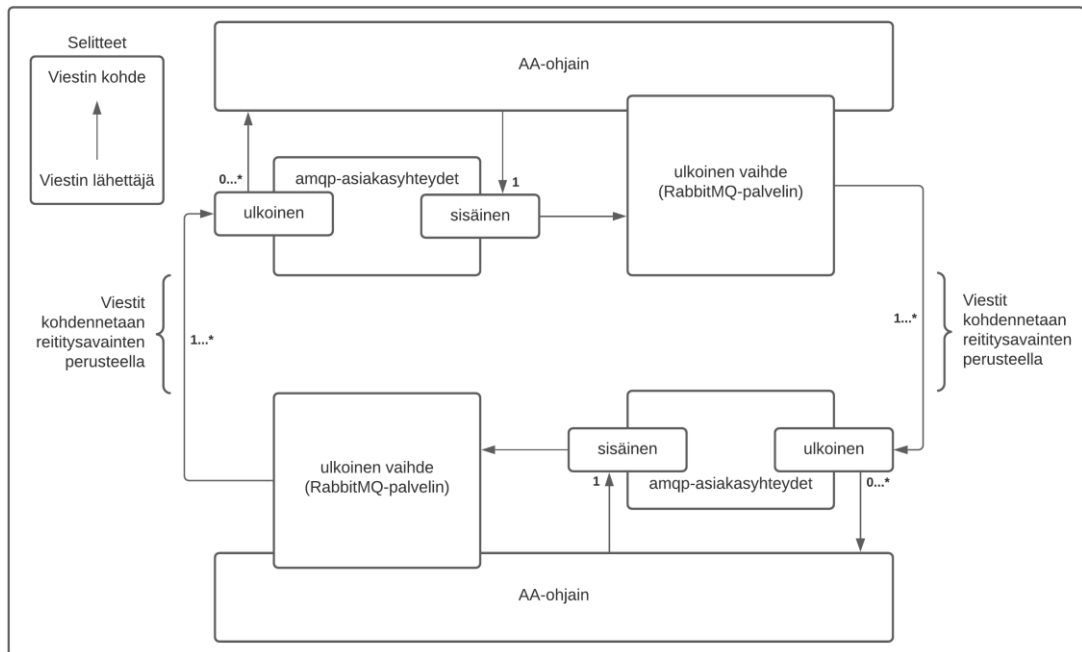 Selitteet
Viestin kohde
Viestin lähettäjä
AA-ohjain
0...*
amqp-asiakasyhteydet
1
ulkoinen
sisäinen
ulkoinen vaihde
(RabbitMQ-palvelin)
Viestit
kohdennetaan
reititysavainten
perusteella
1...*
1...*
Viestit
kohdennetaan
reititysavainten
perusteella
ulkoinen vaihde
(RabbitMQ-palvelin)
sisäinen
ulkoinen
1
amqp-asiakasyhteydet
0...*
AA-ohjain